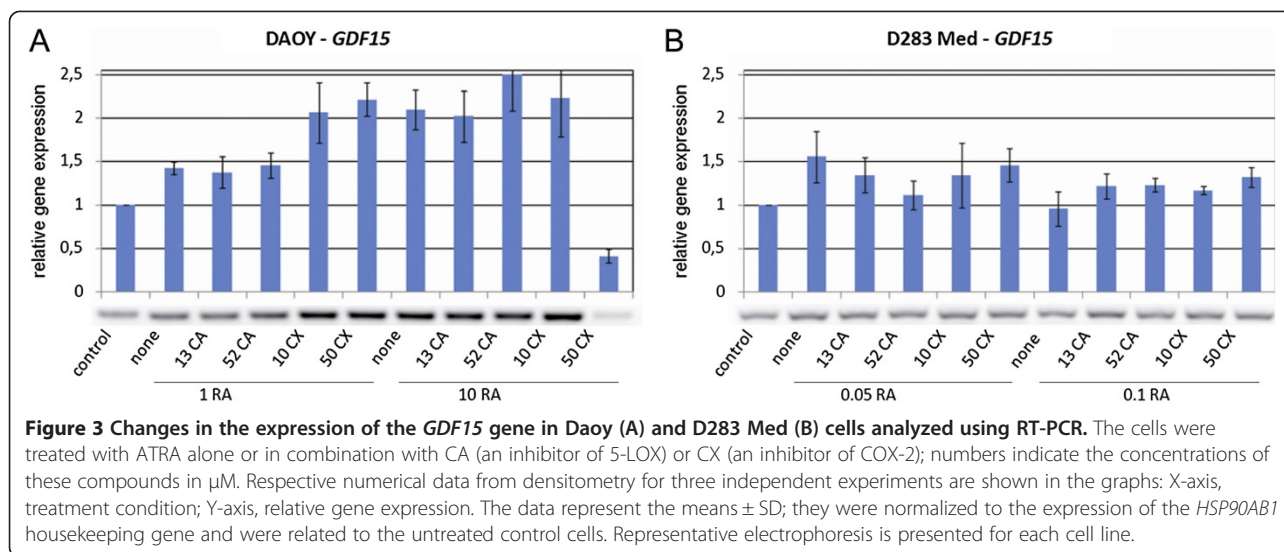 A
DAOY - GDF15
relative gene expression
2,5
2
1,5
1
0,5
0
control
none
13 CA
52 CA
10 CX
50 CX
none
13 CA
52 CA
10 CX
50 CX
1 RA
10 RA
B
D283 Med - GDF15
relative gene expression
2,5
2
1,5
1
0,5
0
control
none
13 CA
52 CA
10 CX
50 CX
none
13 CA
52 CA
10 CX
50 CX
0.05 RA
0.1 RA
Figure 3 Changes in the expression of the GDF15 gene in Daoy (A) and D283 Med (B) cells analyzed using RT-PCR. The cells were
treated with ATRA alone or in combination with CA (an inhibitor of 5-LOX) or CX (an inhibitor of COX-2); numbers indicate the concentrations of
these compounds in μM. Respective numerical data from densitometry for three independent experiments are shown in the graphs: X-axis,
treatment condition; Y-axis, relative gene expression. The data represent the means ± SD; they were normalized to the expression of the HSP90AB1
housekeeping gene and were related to the untreated control cells. Representative electrophoresis is presented for each cell line.